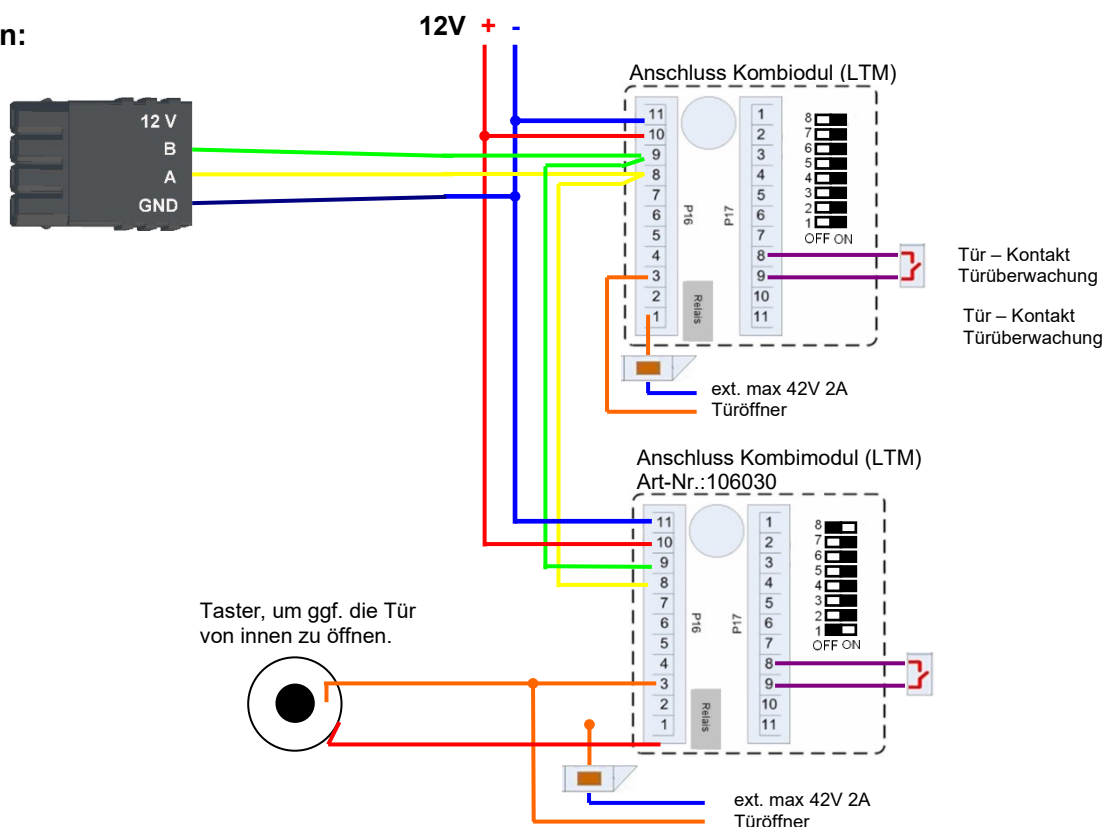 n:
12V + -
12 V
B
A
GND
Anschluss Kombiodul (LTM)
11
10
9
8
7
6
5
4
3
2
1
P16
Relais
P17
1
2
3
4
5
6
7
8
9
10
11
8
7
6
5
4
3
2
1
OFF ON
Tür – Kontakt
Türüberwachung
Tür – Kontakt
Türüberwachung
ext. max 42V 2A
Türöffner
Anschluss Kombimodul (LTM)
Art-Nr.:106030
11
10
9
8
7
6
5
4
3
2
1
P16
Relais
P17
1
2
3
4
5
6
7
8
9
10
11
8
7
6
5
4
3
2
1
OFF ON
Taster, um ggf. die Tür
von innen zu öffnen.
ext. max 42V 2A
Türöffner